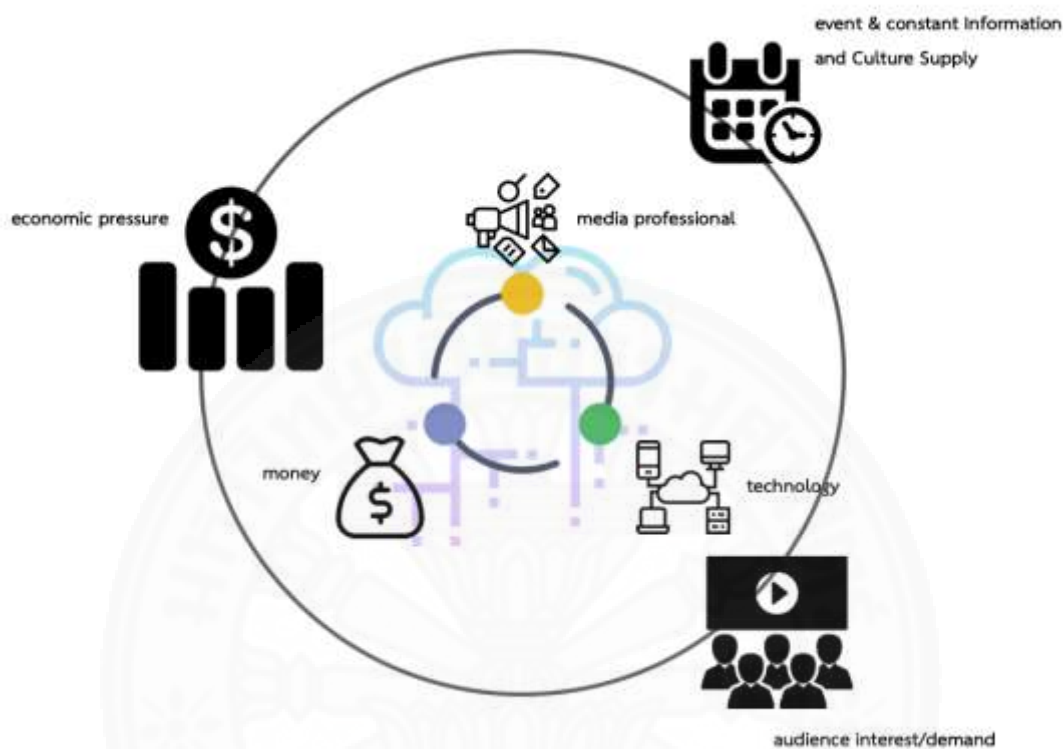 event & constant Information
and Culture Supply
economic pressure
$
media professional
money
$
technology
audience interest/demand